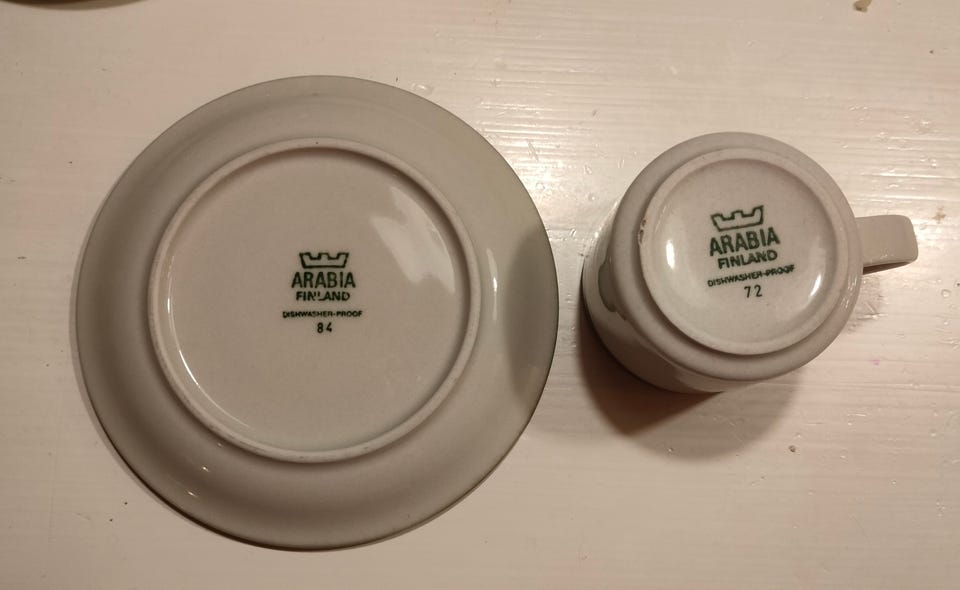 ARABIA
FINLAND
DISHWASHER-PROOF
84
ARABIA
FINLAND
DISHWASHER-PROOF
72